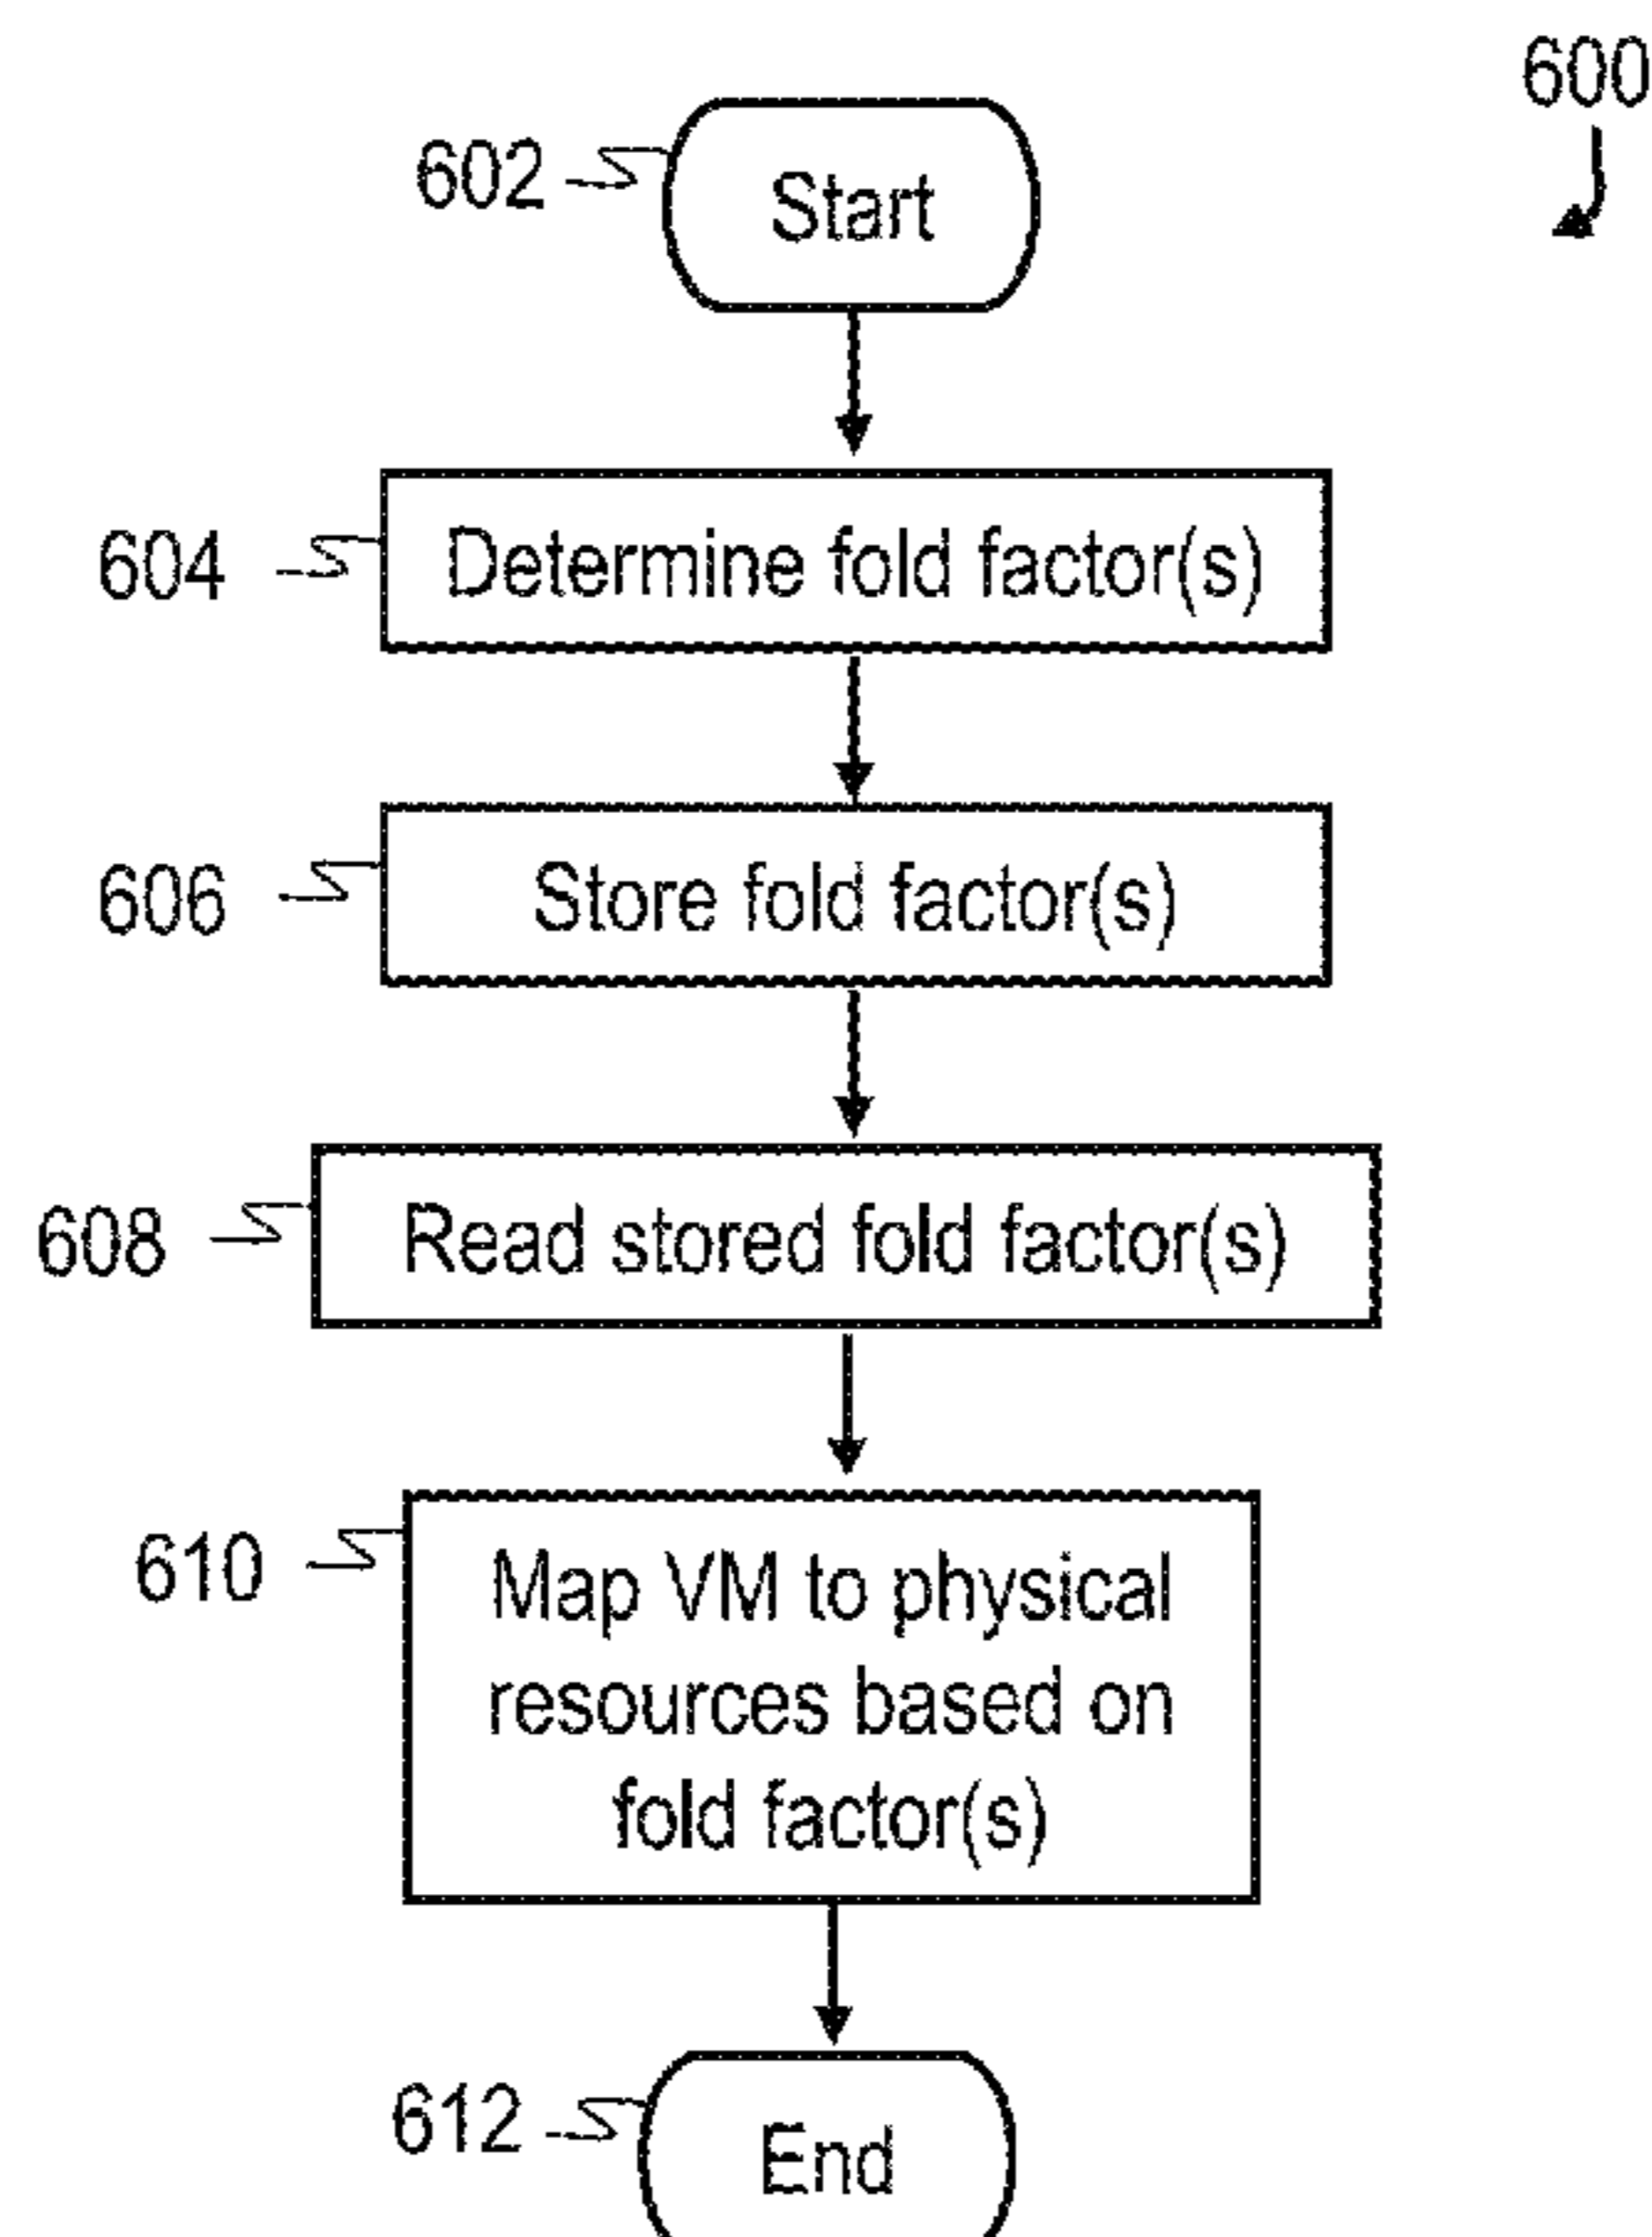 600
602
Start
604
Determine fold factor(s)
606
Store fold factor(s)
608
Read stored fold factor(s)
610
Map VM to physical
resources based on
fold factor(s)
612
End